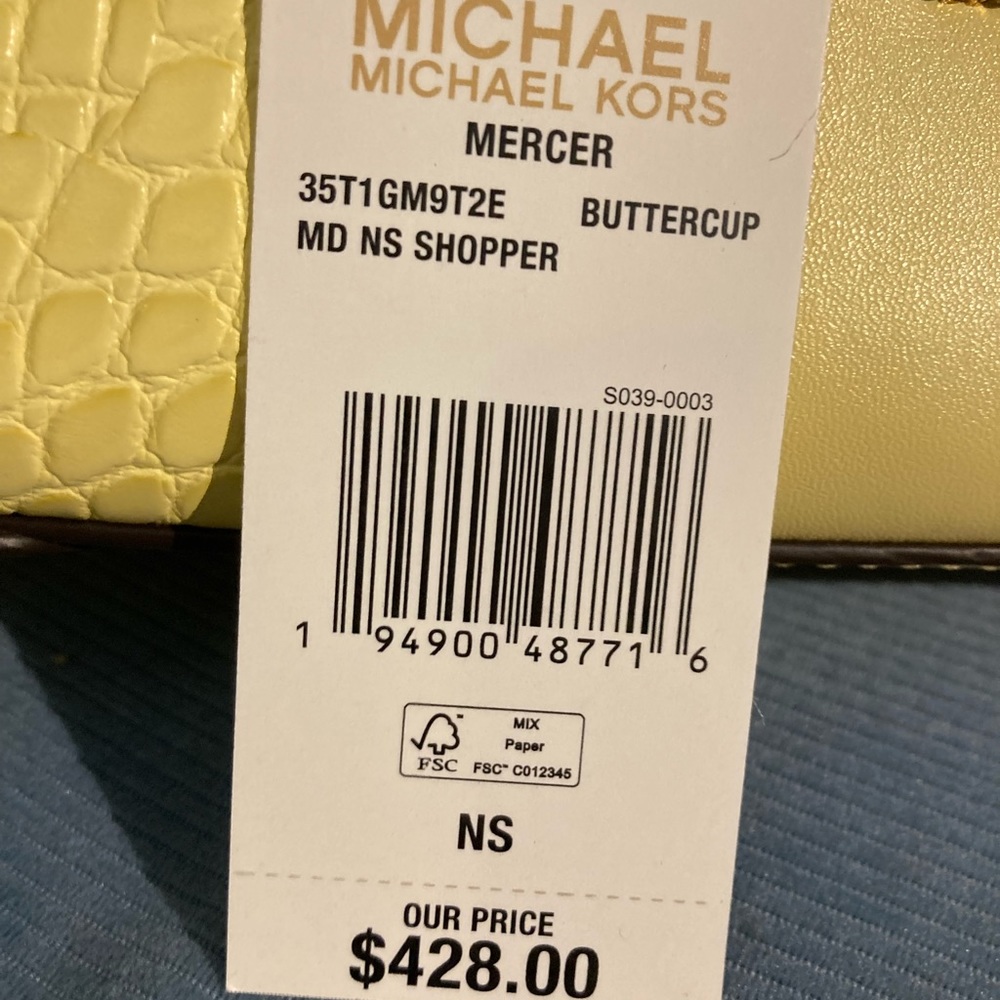 MICHAEL
MICHAEL KORS
MERCER
35T1GM9T2E BUTTERCUP
MD NS SHOPPER
S039-0003
1 94900 48771 6
FSC™
MIX
Paper
FSC™ C012345
NS
OUR PRICE
$428.00